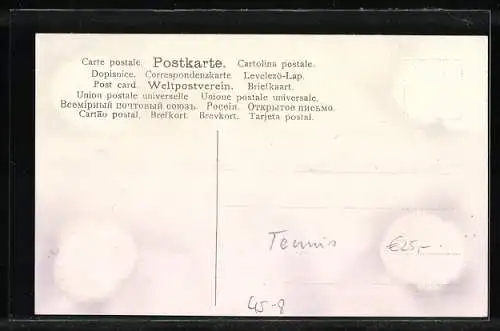 Carte postale. Postkarte. Cartolina postale.
Dopisnice. Correspondenzkarte Levelező-Lap.
Post card. Weltpostverein. Briefkaart.
Union postale universelle. Unione postale universale.
Всемірный почтовый союзъ. Россія. Открытое письмо.
Cartão postal. Brefkort. Brevkort. Tarjeta postal.
Tennis €25,-
45-8